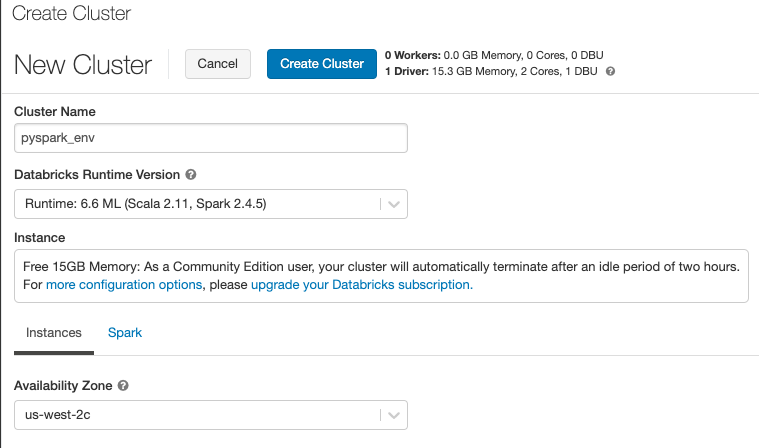 Create Cluster
New Cluster
Cancel
Create Cluster
0 Workers: 0.0 GB Memory, 0 Cores, 0 DBU
1 Driver: 15.3 GB Memory, 2 Cores, 1 DBU ?
Cluster Name
pyspark_env
Databricks Runtime Version ?
Runtime: 6.6 ML (Scala 2.11, Spark 2.4.5)
Instance
Free 15GB Memory: As a Community Edition user, your cluster will automatically terminate after an idle period of two hours.
For more configuration options, please upgrade your Databricks subscription.
Instances
Spark
Availability Zone ?
us-west-2c